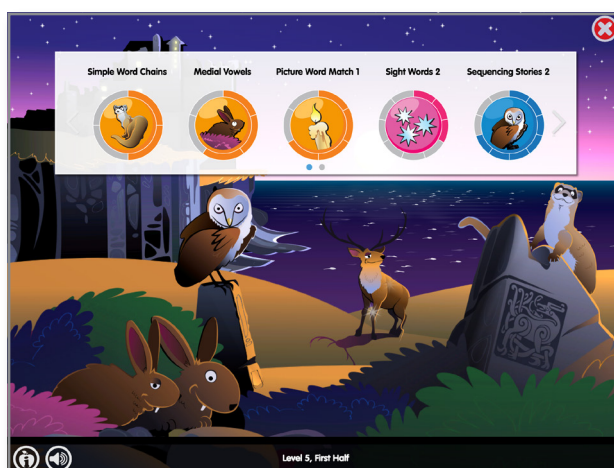 Simple Word Chains
Medial Vowels
Picture Word Match 1
Sight Words 2
Sequencing Stories 2
Level 5, First Half